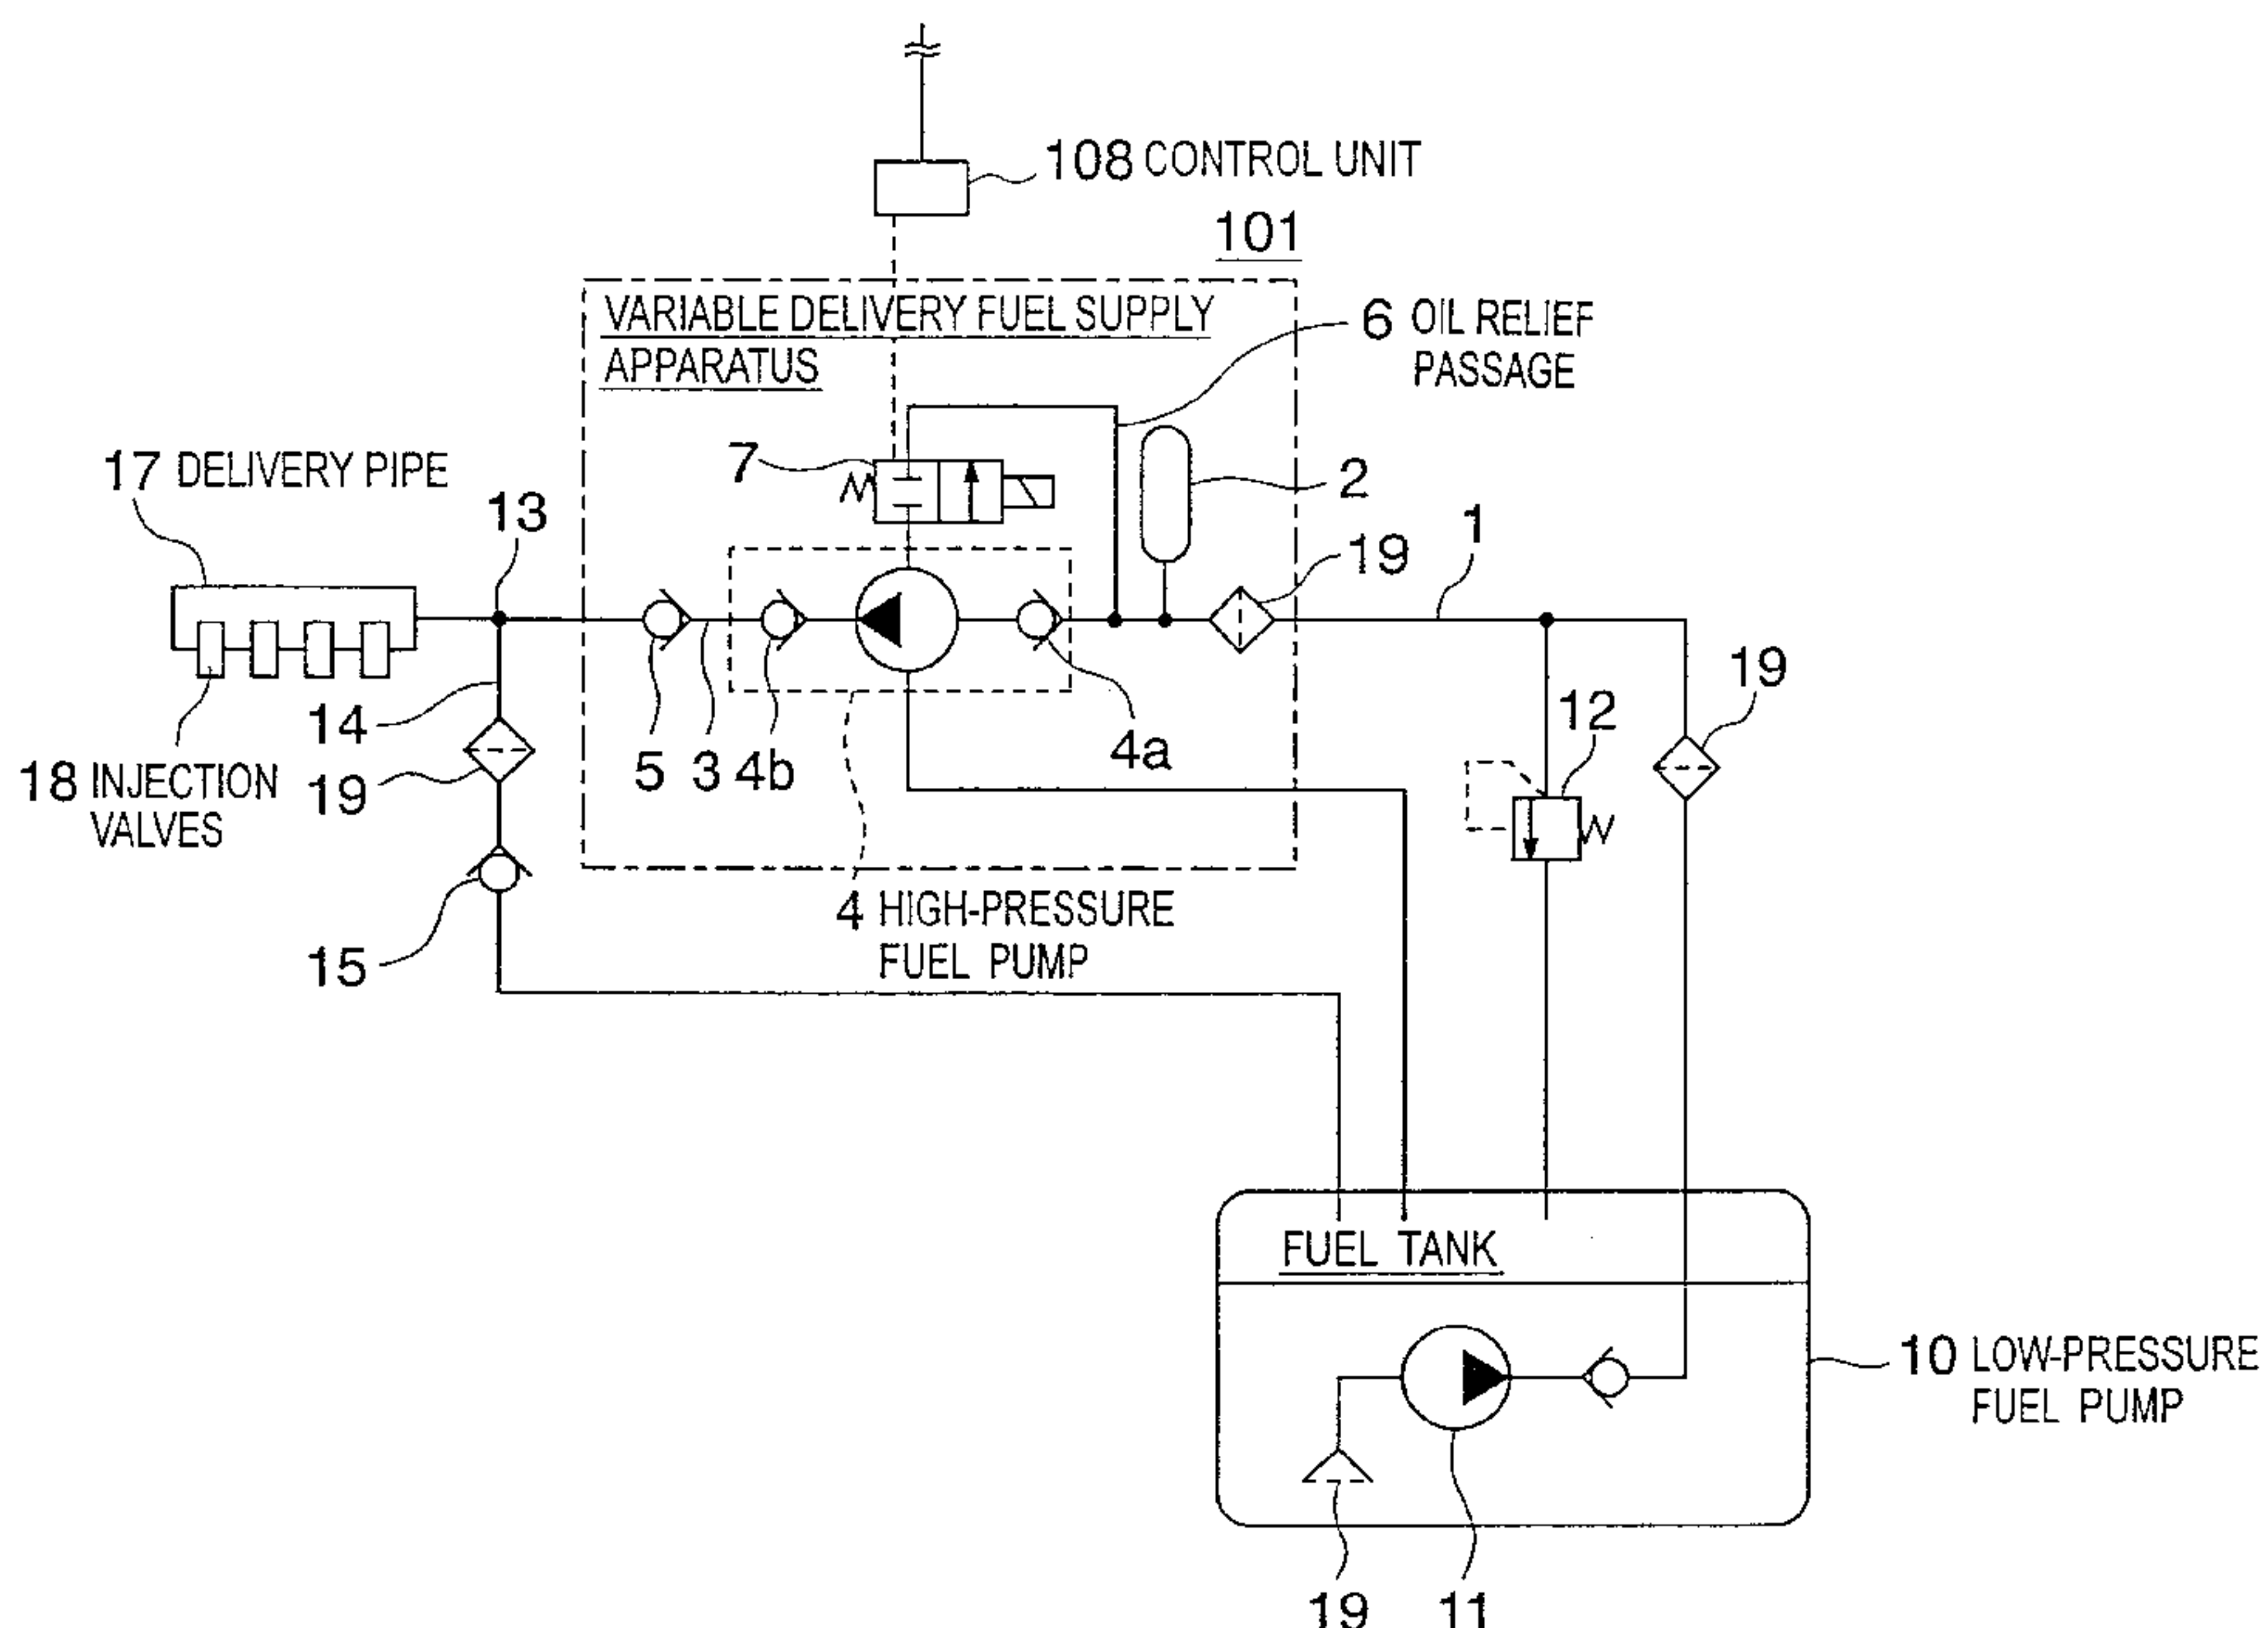 108 CONTROL UNIT
101
VARIABLE DELIVERY FUEL SUPPLY
APPARATUS
6 OIL RELIEF
PASSAGE
7
2
17 DELIVERY PIPE
13
1
19
14
19
12
18 INJECTION
VALVES
19
5
3
4b
4a
15
4 HIGH-PRESSURE
FUEL PUMP
FUEL TANK
10 LOW-PRESSURE
FUEL PUMP
19
11